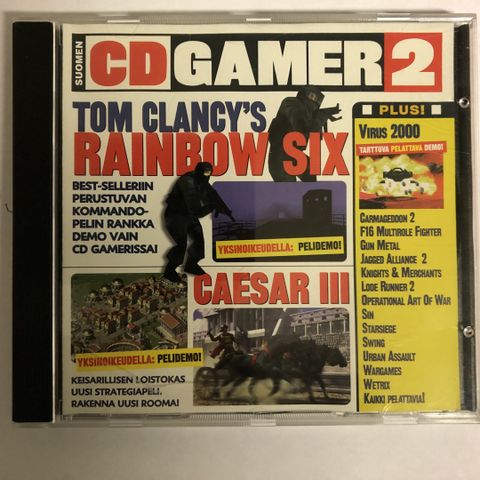 SUOMEN
CD GAMER 2
TOM CLANCY'S
RAINBOW SIX
BEST-SELLERIIN
PERUSTUVAN
KOMMANDO-
PELIN RANKKA
DEMO VAIN
CD GAMERISSA!
YKSINOIKEUDELLA: PELIDEMO!
CAESAR III
YKSINOIKEUDELLA: PELIDEMO!
KEISARILLISEN LOISTOKAS
UUSI STRATEGIAPELI.
RAKENNA UUSI ROOMA!
PLUS!
VIRUS 2000
TARTTUVA PELATTAVA DEMO!
CARMAGEDDON 2
F16 MULTIROLE FIGHTER
GUN METAL
JAGGED ALLIANCE 2
KNIGHTS & MERCHANTS
LODE RUNNER 2
OPERATIONAL ART OF WAR
SIN
STARSIEGE
SWING
URBAN ASSAULT
WARGAMES
WETRIX
KAIKKI PELATTAVIA!